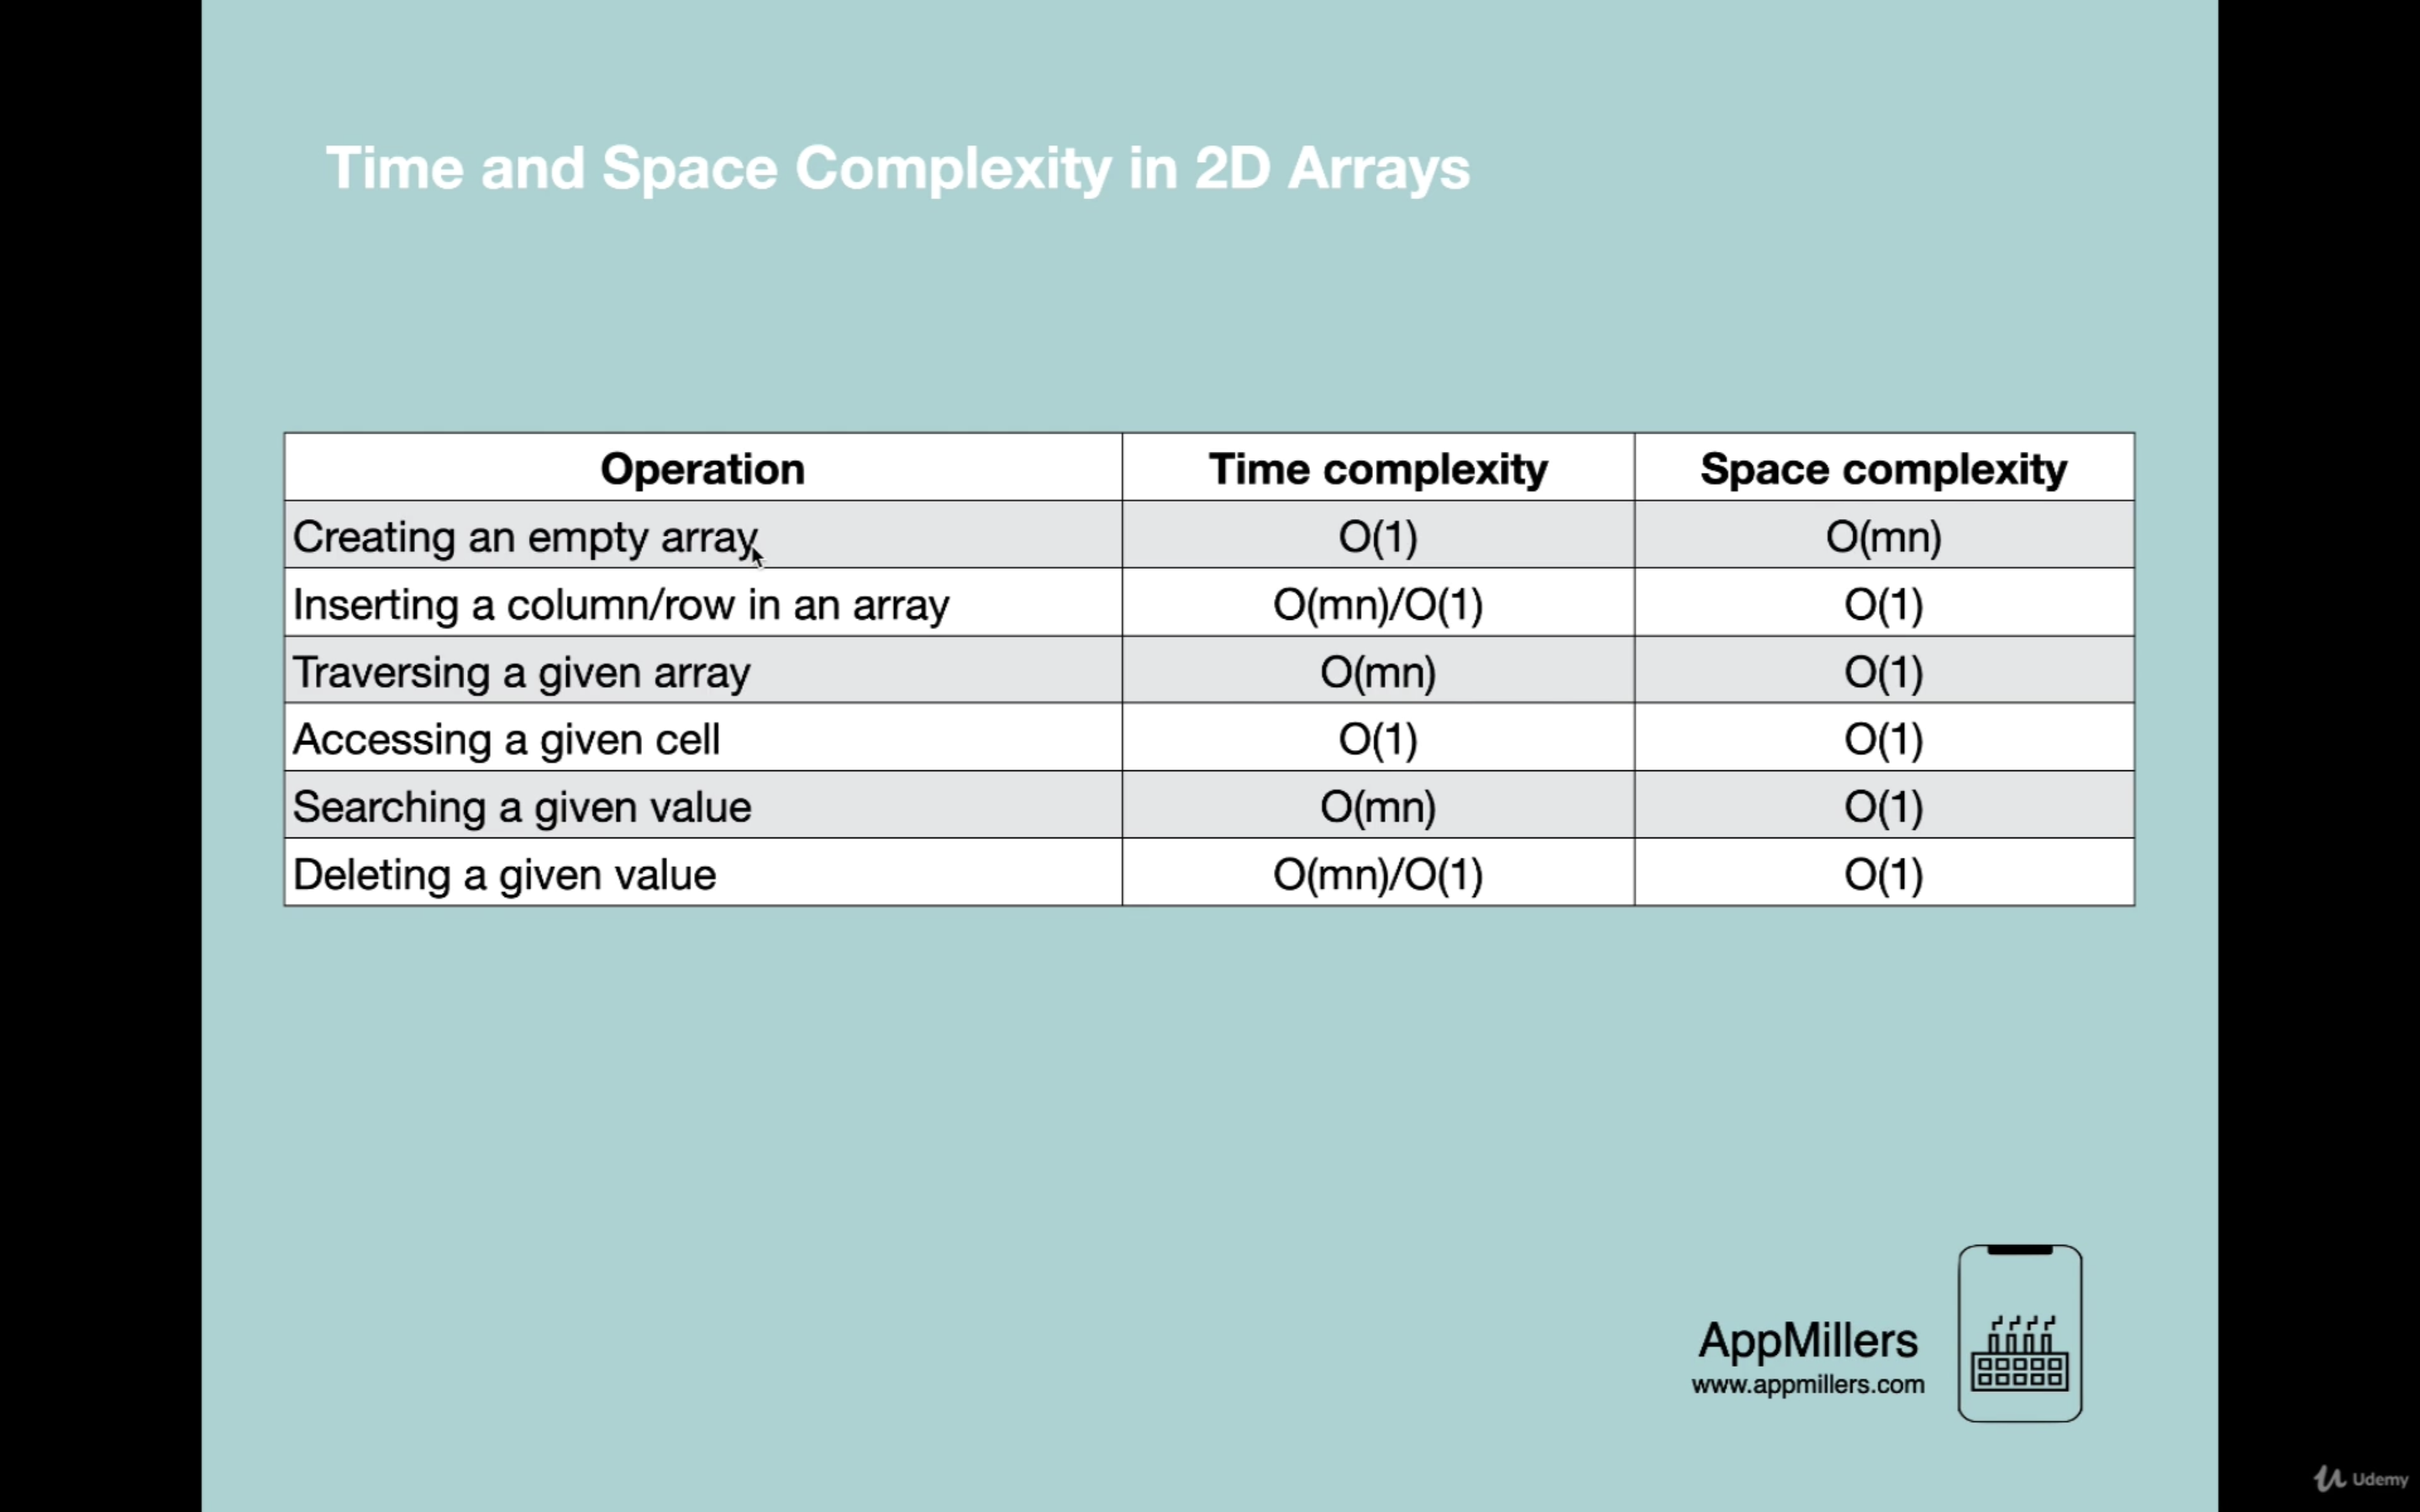 Time and Space Complexity in 2D Arrays
Operation Time complexity Space complexity
Creating an empty array O(1) O(mn)
Inserting a column/row in an array O(mn)/O(1) O(1)
Traversing a given array O(mn) O(1)
Accessing a given cell O(1) O(1)
Searching a given value O(mn) O(1)
Deleting a given value O(mn)/O(1) O(1)
AppMillers
www.appmillers.com
Udemy